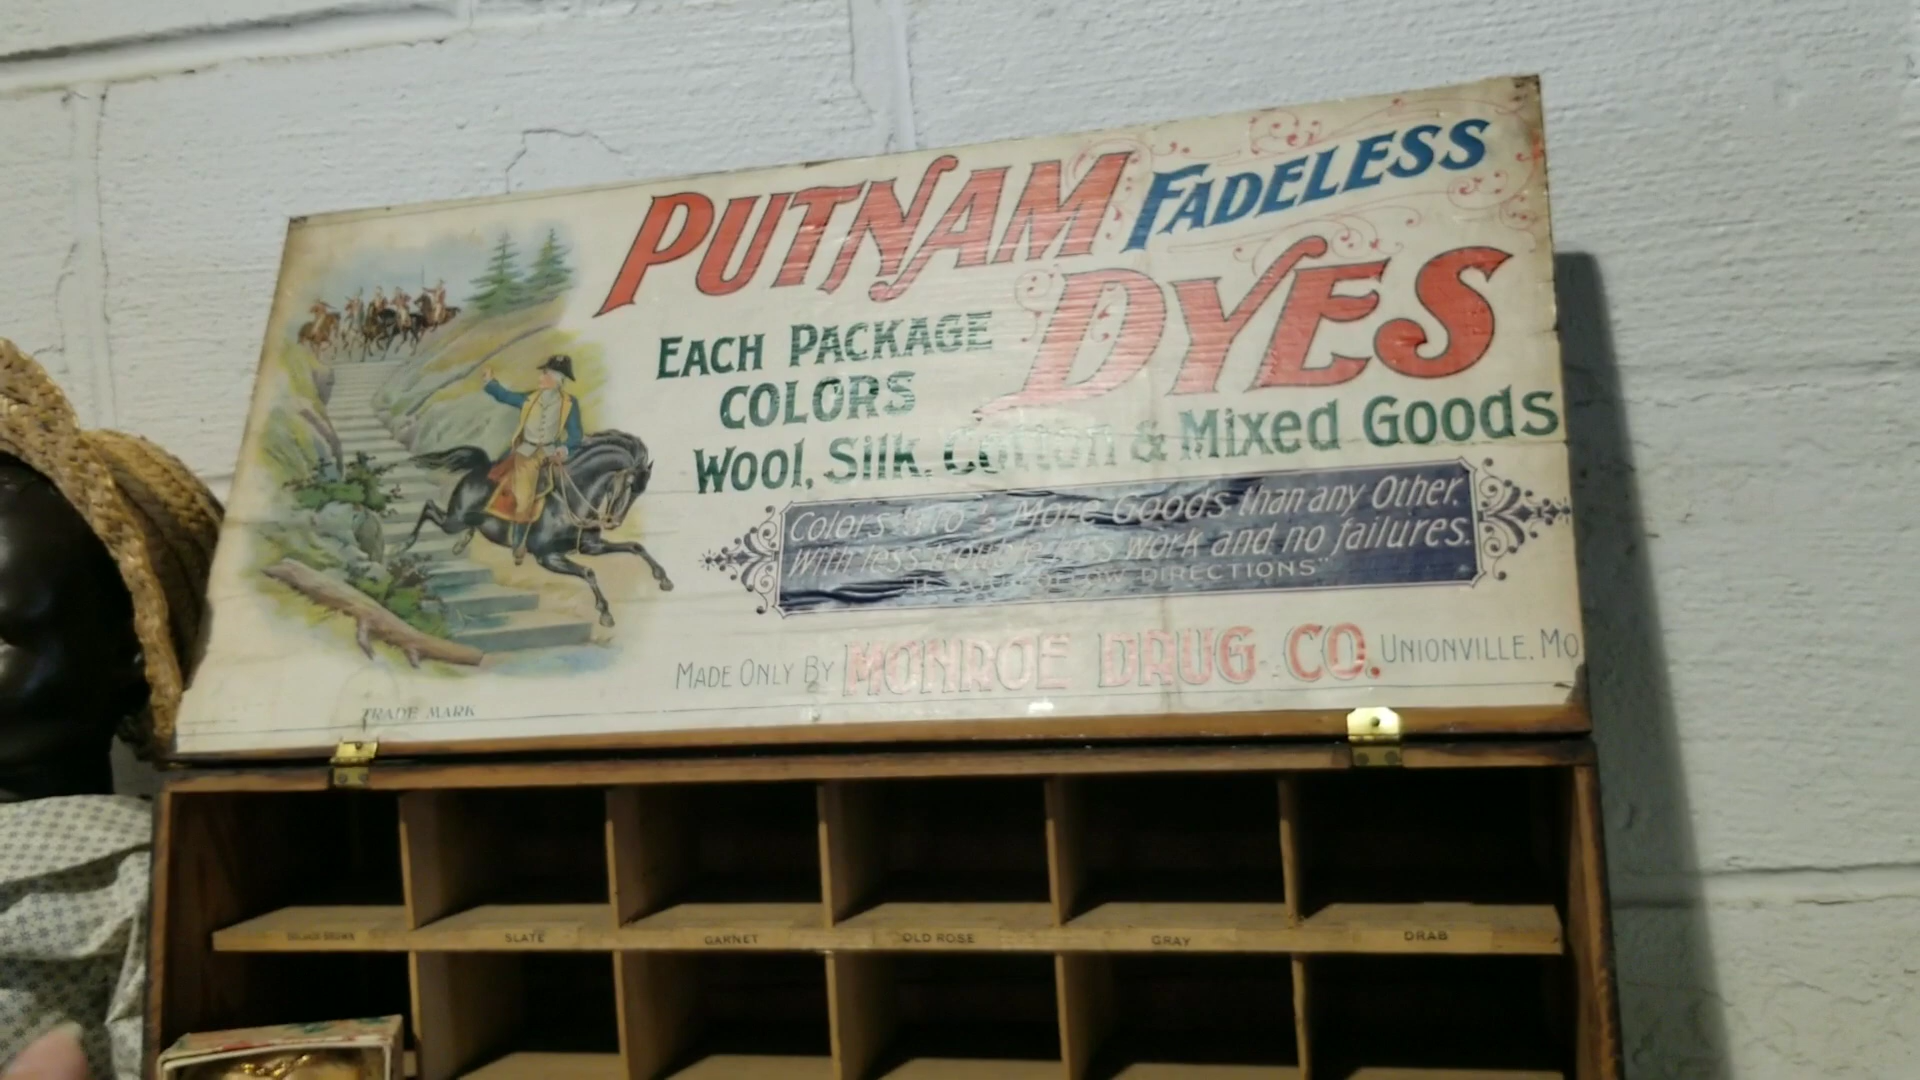 PUTNAM FADELESS
DYES
EACH PACKAGE
COLORS
WOOL, SILK, COTTON & MIXED GOODS
Colors More Goods than any Other.
With less work and no failures.
DIRECTIONS"
MADE ONLY BY MONROE DRUG CO. UNIONVILLE. MO
TRADE MARK
SLATE GARNET OLD ROSE GRAY DRAB